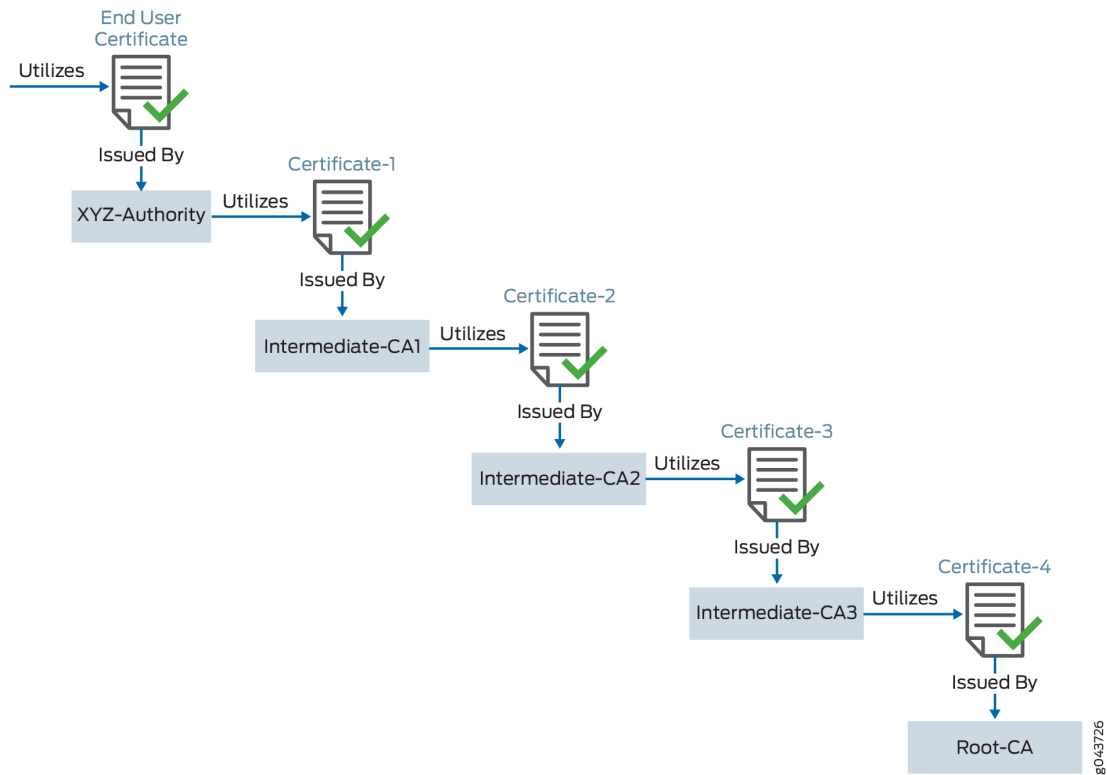 End User
Certificate
Utilizes
Issued By
Certificate-1
XYZ-Authority
Utilizes
Issued By
Certificate-2
Intermediate-CA1
Utilizes
Issued By
Certificate-3
Intermediate-CA2
Utilizes
Issued By
Certificate-4
Intermediate-CA3
Utilizes
Issued By
Root-CA
g043726